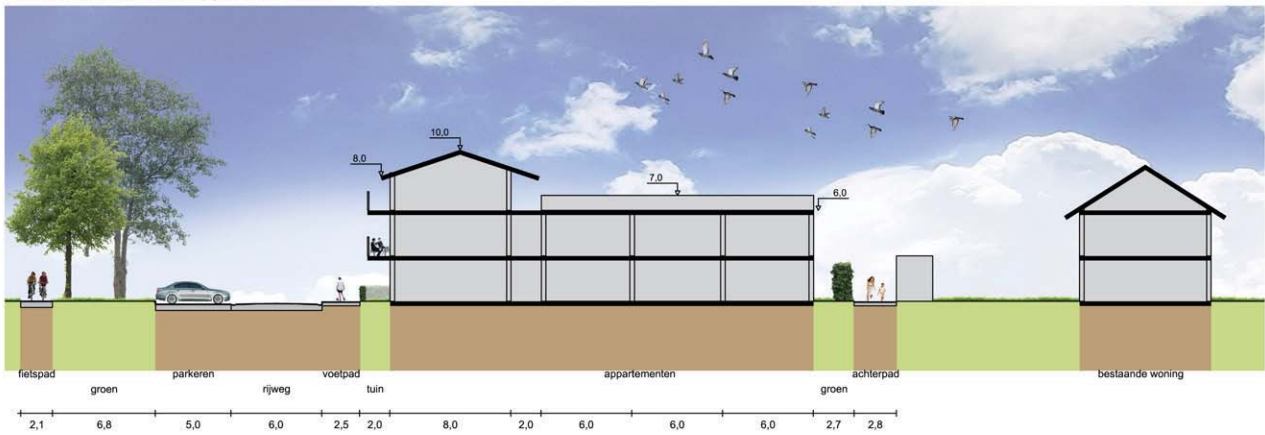 10,0
8,0
7,0
6,0
fietspad parkeren voetpad appartementen achterpad bestaande woning
groen rijweg tuin groen
2,1 6,8 5,0 6,0 2,5 2,0 8,0 2,0 6,0 6,0 6,0 2,7 2,8